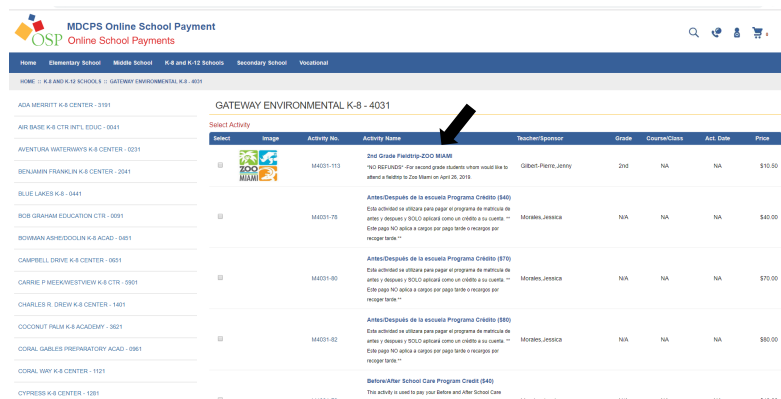 MDCPS Online School Payment
OSP Online School Payments
Home Elementary School Middle School K-8 and K-12 Schools Secondary School Vocational
HOME :: K-8 AND K-12 SCHOOLS :: GATEWAY ENVIRONMENTAL K-8 - 4031
ADA MERRITT K-8 CENTER - 3191
AIR BASE K-8 CTR INT'L EDUC - 0041
AVENTURA WATERWAYS K-8 CENTER - 0231
BENJAMIN FRANKLIN K-8 CENTER - 2041
BLUE LAKES K-8 - 0441
BOB GRAHAM EDUCATION CTR - 0091
BOWMAN ASHE/DOOLIN K-8 ACAD - 0451
CAMPBELL DRIVE K-8 CENTER - 0651
CARRIE P MEEK/WESTVIEW K-8 CTR - 5901
CHARLES R. DREW K-8 CENTER - 1401
COCONUT PALM K-8 ACADEMY - 3621
CORAL GABLES PREPARATORY ACAD - 0961
CORAL WAY K-8 CENTER - 1121
CYPRESS K-8 CENTER - 1281
GATEWAY ENVIRONMENTAL K-8 - 4031
Select Activity
Select Image Activity No. Activity Name Teacher/Sponsor Grade Course/Class Act. Date Price
ZOO MIAMI
M4031-113
2nd Grade Fieldtrip-ZOO MIAMI
*NO REFUNDS* -For second grade students whom would like to
attend a fieldtrip to Zoo Miami on April 26, 2019.
Gilbert-Pierre,Jenny 2nd NA NA $10.50
M4031-78
Antes/Después de la escuela Programa Crédito ($40)
Esta actividad se utilizara para pagar el programa de matricula de
antes y despues y SOLO aplicará como un crédito a su cuenta. **
Este pago NO aplica a cargos por pago tarde o recargos por
recoger tarde.**
Morales,Jessica N/A NA NA $40.00
M4031-80
Antes/Después de la escuela Programa Crédito ($70)
Esta actividad se utilizara para pagar el programa de matricula de
antes y despues y SOLO aplicará como un crédito a su cuenta. **
Este pago NO aplica a cargos por pago tarde o recargos por
recoger tarde.**
Morales,Jessica N/A NA NA $70.00
M4031-82
Antes/Después de la escuela Programa Crédito ($80)
Esta actividad se utilizara para pagar el programa de matricula de
antes y despues y SOLO aplicará como un crédito a su cuenta. **
Este pago NO aplica a cargos por pago tarde o recargos por
recoger tarde.**
Morales,Jessica N/A NA NA $80.00
Before/After School Care Program Credit ($40)
This activity is used to pay your Before and After School Care